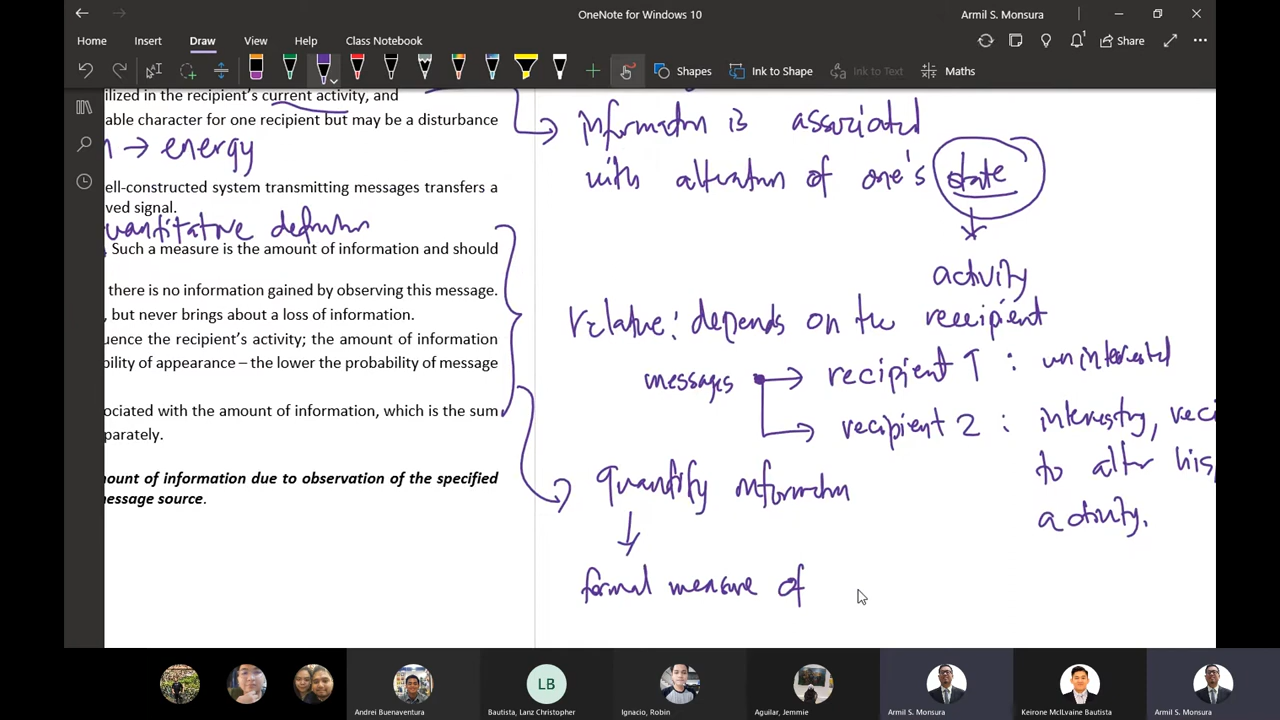 OneNote for Windows 10
Armil S. Monsura
Home Insert Draw View Help Class Notebook
Share
Shapes
Ink to Shape
Ink to Text
Maths
ilized in the recipient's current activity, and
able character for one recipient but may be a disturbance
n → energy
ell-constructed system transmitting messages transfers a
ved signal.
uantitative definition
Such a measure is the amount of information and should
there is no information gained by observing this message.
, but never brings about a loss of information.
uence the recipient's activity; the amount of information
bility of appearance – the lower the probability of message
ociated with the amount of information, which is the sum
parately.
mount of information due to observation of the specified
nessage source.
information is associated
with alteration of one's state
activity
relative: depends on the receipient
messages
recipient 1 : uninterested
recipient 2 : interesting, reci
to alter his
activity.
quantify information
formal measure of
Andrei Buenaventura
LB
Bautista, Lanz Christopher
Ignacio, Robin
Aguilar, Jemmie
Armil S. Monsura
Keirone McIlvaine Bautista
Armil S. Monsura